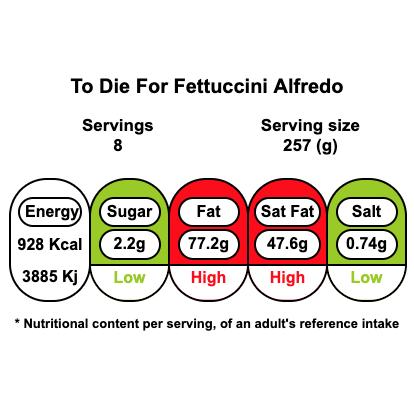 To Die For Fettuccini Alfredo
Servings Serving size
8 257 (g)
Energy Sugar Fat Sat Fat Salt
928 Kcal 2.2g 77.2g 47.6g 0.74g
3885 Kj Low High High Low
* Nutritional content per serving, of an adult's reference intake